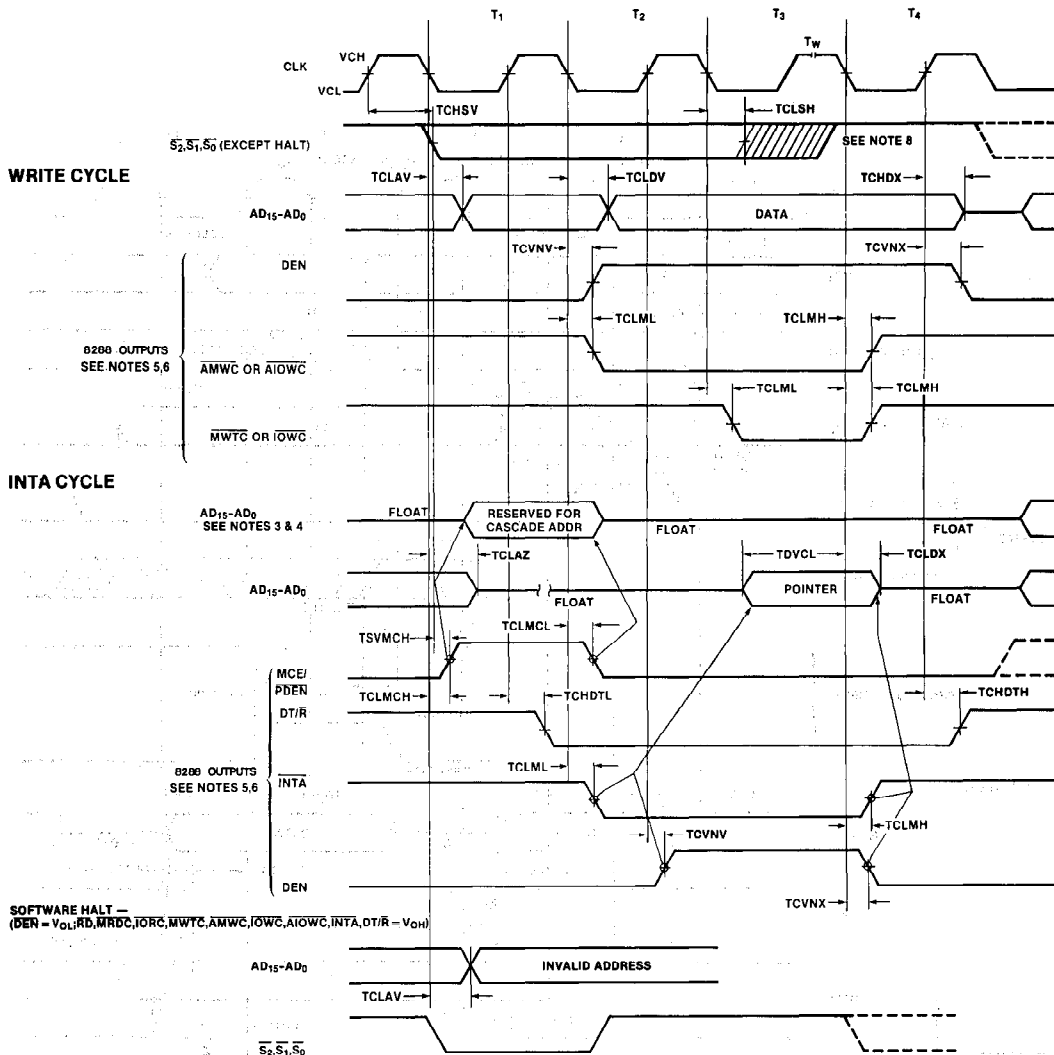 T1 T2 T3 T4
TW
VCH
CLK
VCL
TCHSV
TCLSH
S2,S1,S0 (EXCEPT HALT)
SEE NOTE 8
WRITE CYCLE
TCLAV
TCLDV
TCHDX
AD15-AD0
DATA
TCVNV
TCVNX
DEN
TCLML
TCLMH
8288 OUTPUTS
SEE NOTES 5,6
AMWC OR AIOWC
TCLML
TCLMH
MWTC OR IOWC
INTA CYCLE
AD15-AD0
SEE NOTES 3 & 4
FLOAT
RESERVED FOR
CASCADE ADDR
FLOAT
FLOAT
TCLAZ
TDVCL
TCLDX
AD15-AD0
FLOAT
POINTER
FLOAT
TSVMCH
TCLMCL
MCE/
PDEN
TCLMCH
TCHDTL
TCHDTH
DT/R
8288 OUTPUTS
SEE NOTES 5,6
TCLML
INTA
TCLMH
TCVNV
DEN
TCVNX
SOFTWARE HALT —
(DEN = VOL;RD,MRDC,IORC,MWTC,AMWC,IOWC,AIOWC,INTA,DT/R = VOH)
AD15-AD0
INVALID ADDRESS
TCLAV
S2,S1,S0